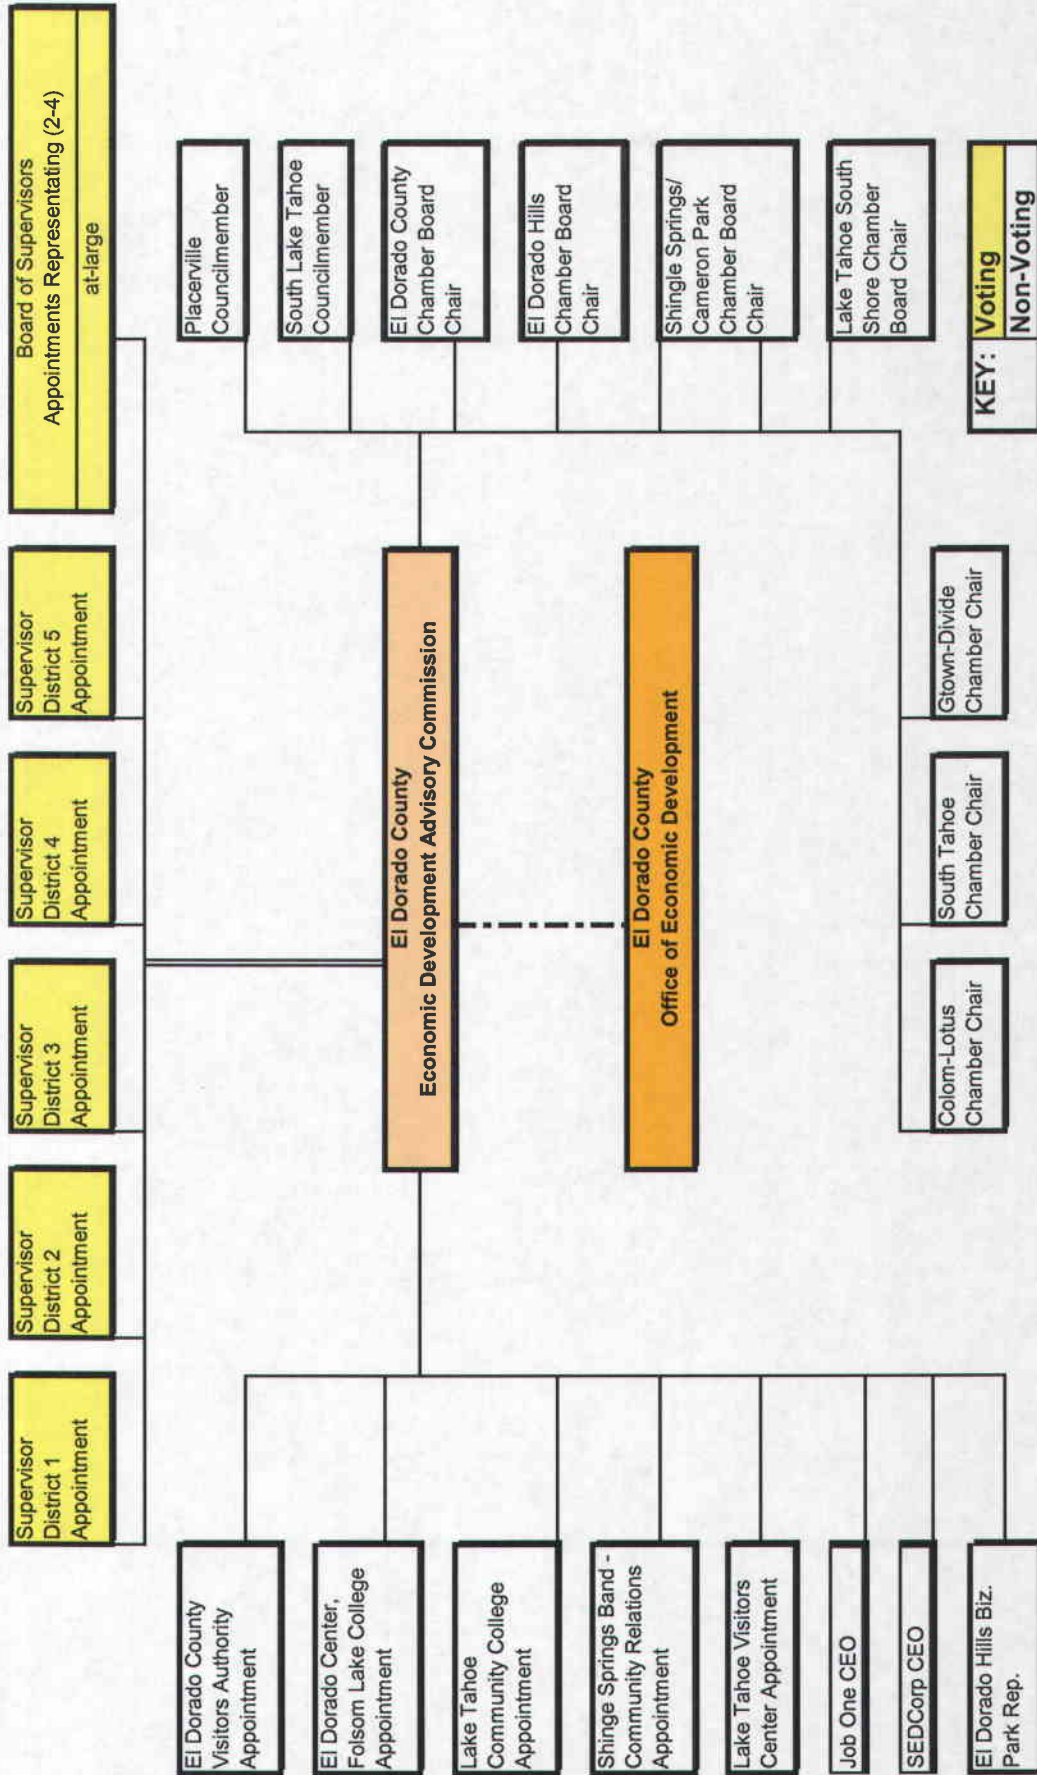 Supervisor
District 1
Appointment
Supervisor
District 2
Appointment
Supervisor
District 3
Appointment
Supervisor
District 4
Appointment
Supervisor
District 5
Appointment
Board of Supervisors
Appointments Representating (2-4)
at-large
El Dorado County
Visitors Authority
Appointment
El Dorado Center,
Folsom Lake College
Appointment
Lake Tahoe
Community College
Appointment
Shinge Springs Band -
Community Relations
Appointment
Lake Tahoe Visitors
Center Appointment
Job One CEO
SEDCorp CEO
El Dorado Hills Biz.
Park Rep.
El Dorado County
Economic Development Advisory Commission
El Dorado County
Office of Economic Development
Placerville
Councilmember
South Lake Tahoe
Councilmember
El Dorado County
Chamber Board
Chair
El Dorado Hills
Chamber Board
Chair
Shingle Springs/
Cameron Park
Chamber Board
Chair
Lake Tahoe South
Shore Chamber
Board Chair
Colom-Lotus
Chamber Chair
South Tahoe
Chamber Chair
Gtown-Divide
Chamber Chair
KEY: Voting
Non-Voting